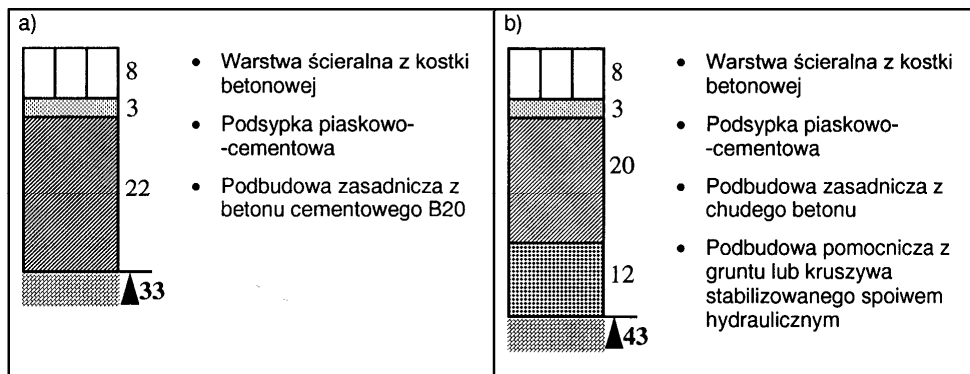 a)
8
3
22
33
• Warstwa ścieralna z kostki
betonowej
• Podsypka piaskowo-
-cementowa
• Podbudowa zasadnicza z
betonu cementowego B20
b)
8
3
20
12
43
• Warstwa ścieralna z kostki
betonowej
• Podsypka piaskowo-
-cementowa
• Podbudowa zasadnicza z
chudego betonu
• Podbudowa pomocnicza z
gruntu lub kruszywa
stabilizowanego spoiwem
hydraulicznym